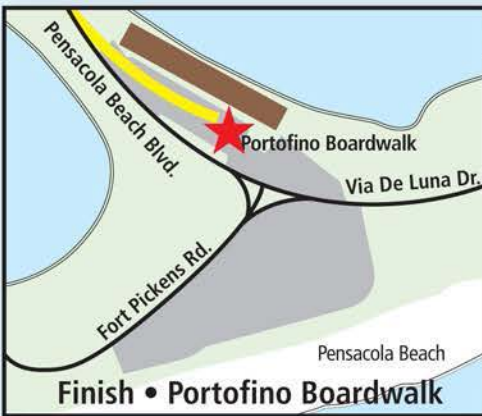 Pensacola Beach Blvd.
Portofino Boardwalk
Via De Luna Dr.
Fort Pickens Rd.
Pensacola Beach
Finish • Portofino Boardwalk